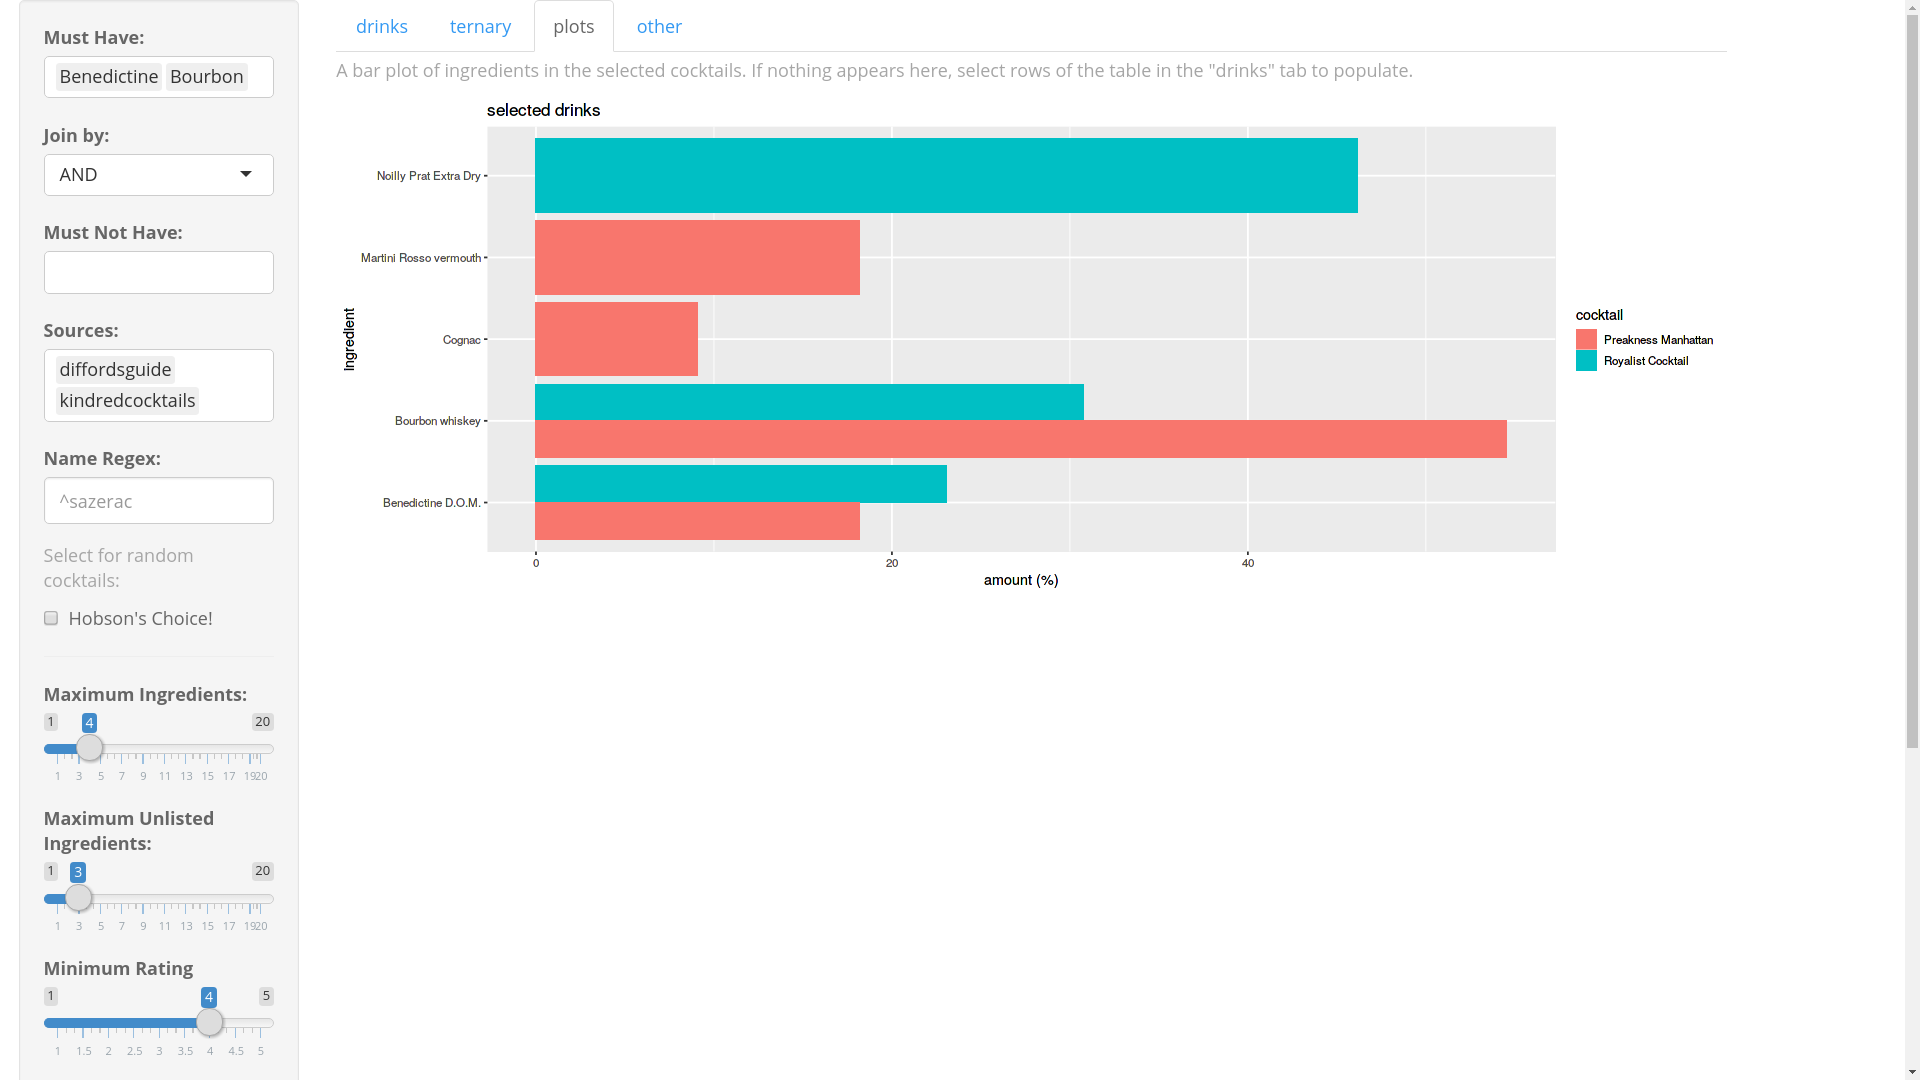 Must Have:
Benedictine Bourbon
Join by:
AND
Must Not Have:
Sources:
diffordsguide
kindredcocktails
Name Regex:
^sazerac
Select for random
cocktails:
Hobson's Choice!
Maximum Ingredients:
1 4 20
1 3 5 7 9 11 13 15 17 1920
Maximum Unlisted
Ingredients:
1 3 20
1 3 5 7 9 11 13 15 17 1920
Minimum Rating
1 4 5
1 1.5 2 2.5 3 3.5 4 4.5 5
drinks ternary plots other
A bar plot of ingredients in the selected cocktails. If nothing appears here, select rows of the table in the "drinks" tab to populate.
selected drinks
Ingredient
Noilly Prat Extra Dry
Martini Rosso vermouth
Cognac
Bourbon whiskey
Benedictine D.O.M.
0 20 40
amount (%)
cocktail
Preakness Manhattan
Royalist Cocktail